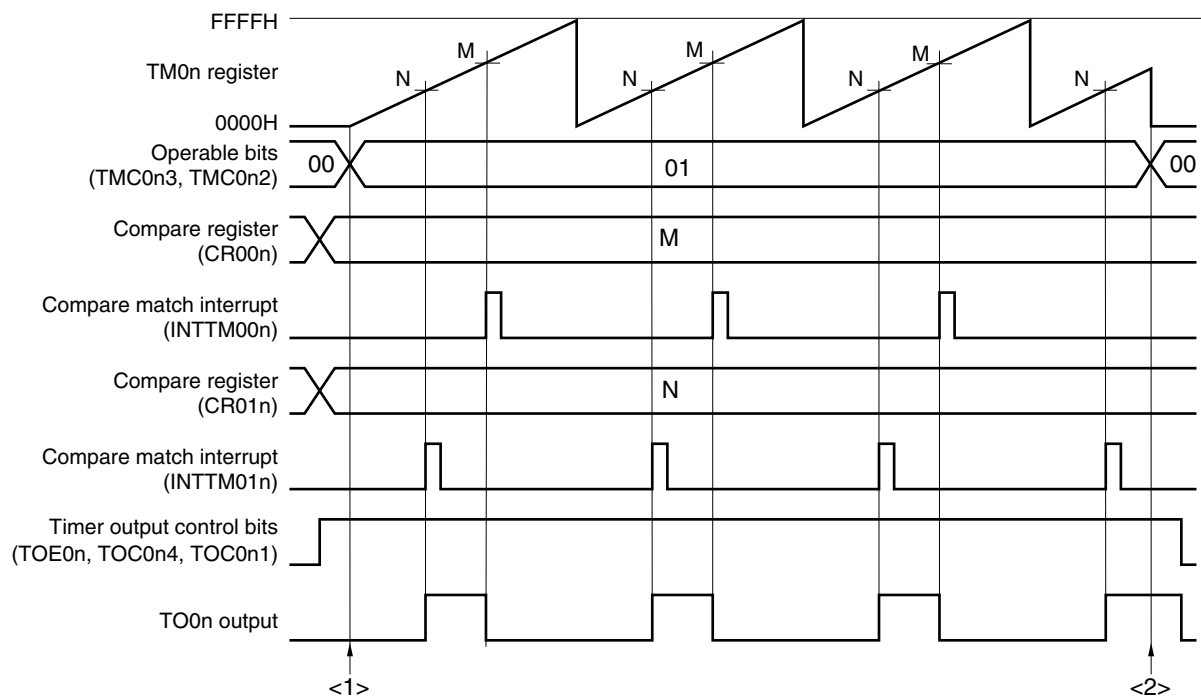 FFFFH
M
M
M
TM0n register
N
N
N
N
0000H
Operable bits
(TMC0n3, TMC0n2)
00
01
00
Compare register
(CR00n)
M
Compare match interrupt
(INTTM00n)
Compare register
(CR01n)
N
Compare match interrupt
(INTTM01n)
Timer output control bits
(TOE0n, TOC0n4, TOC0n1)
TO0n output
<1>
<2>